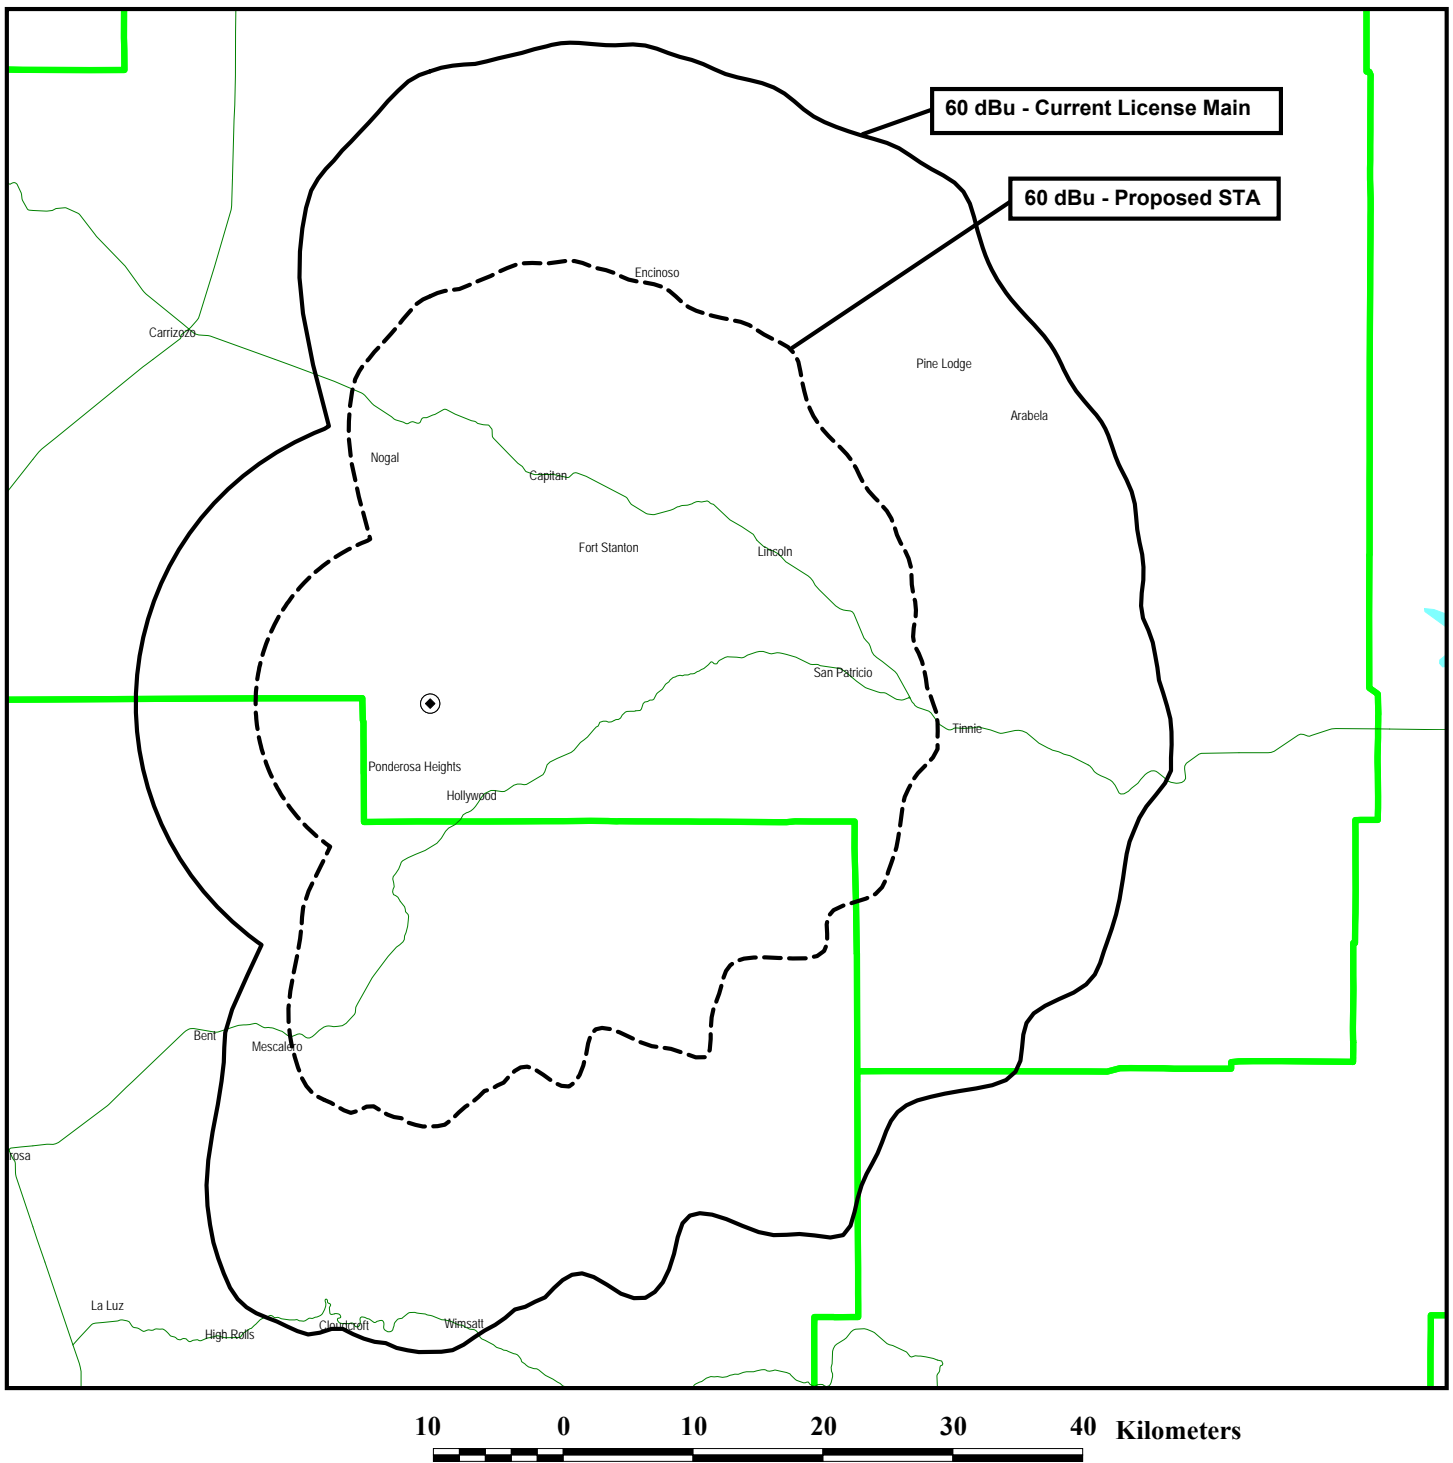 60 dBu - Current License Main
60 dBu - Proposed STA
Encinoso
Carrizozo
Pine Lodge
Arabela
Nogal
Capitan
Fort Stanton
Lincoln
San Patricio
Tinnie
Ponderosa Heights
Hollywood
Bent
Mescalero
rosa
La Luz
High Rolls
Cloudcroft
Wimsatt
10 0 10 20 30 40 Kilometers